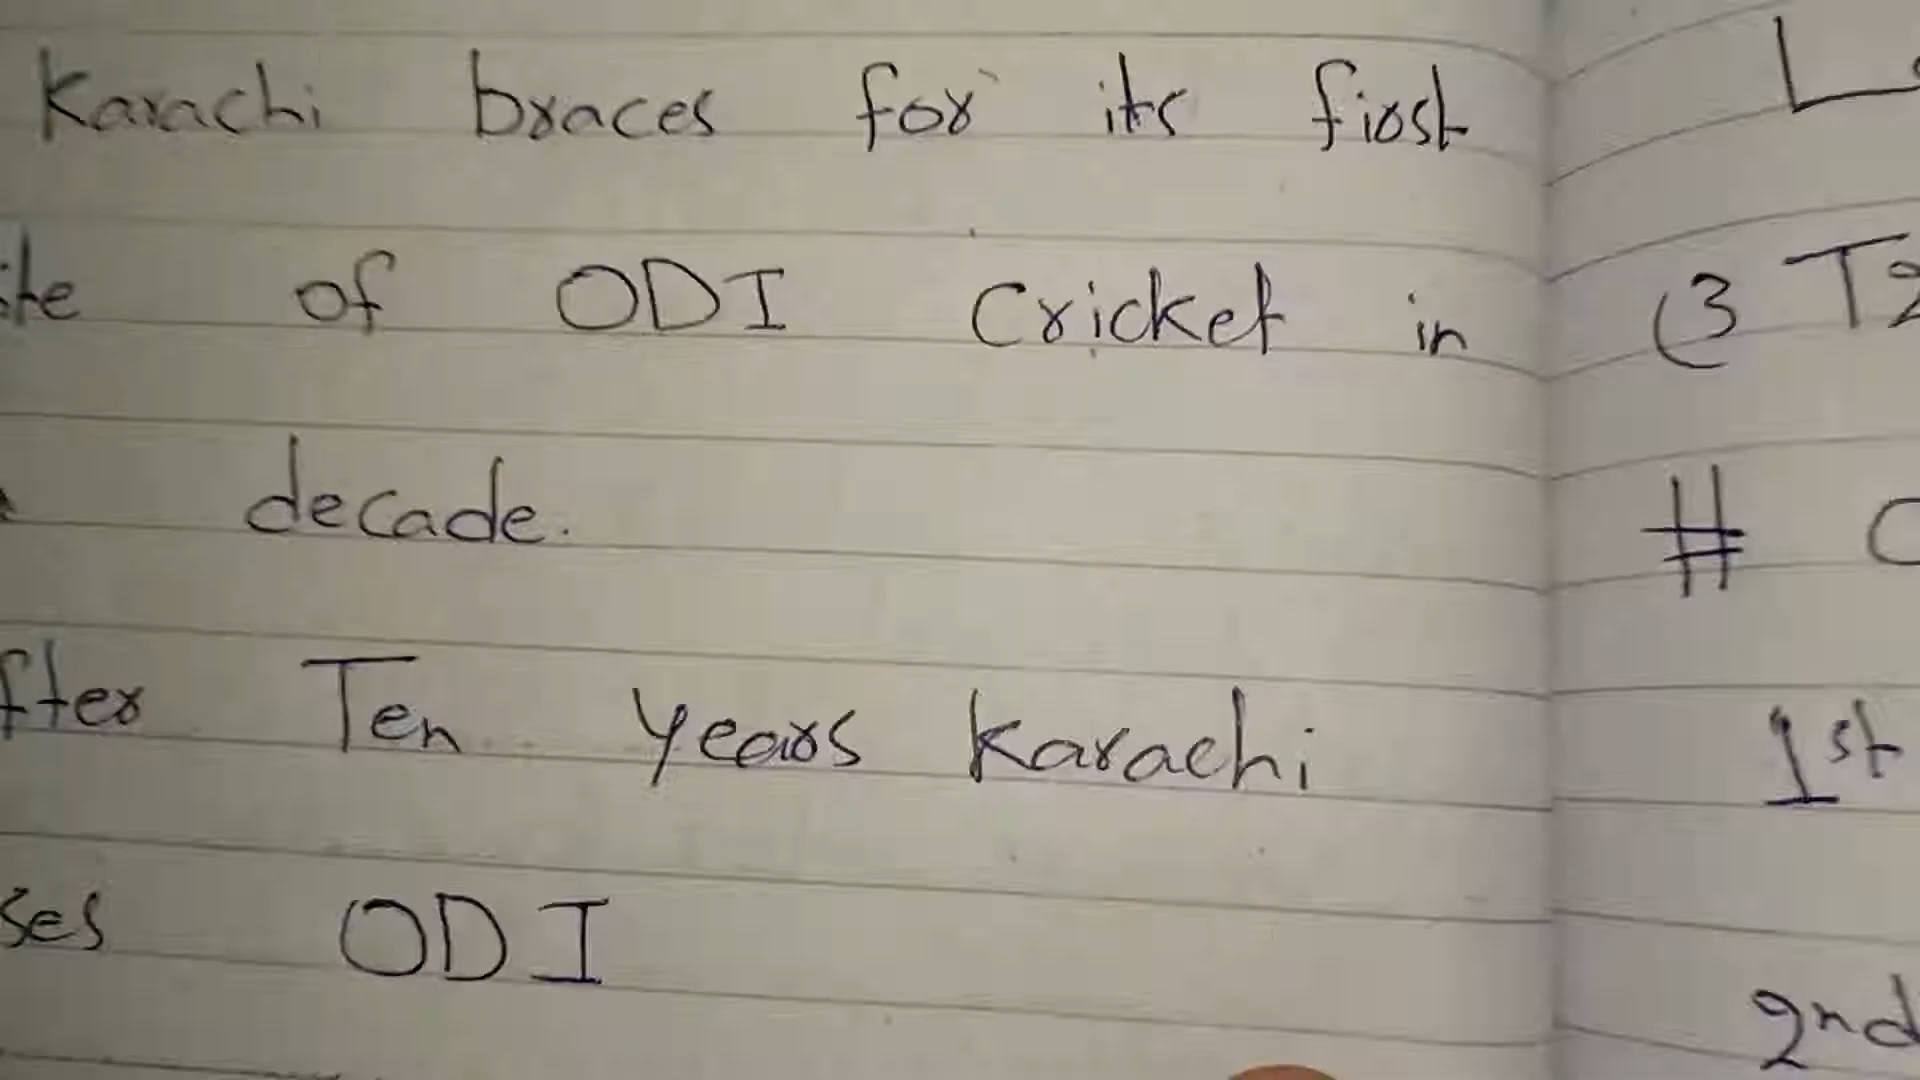 Karachi braces for its first
of ODI Cricket in
decade.
Ten years Karachi
ODI
(3
#
1st
2nd